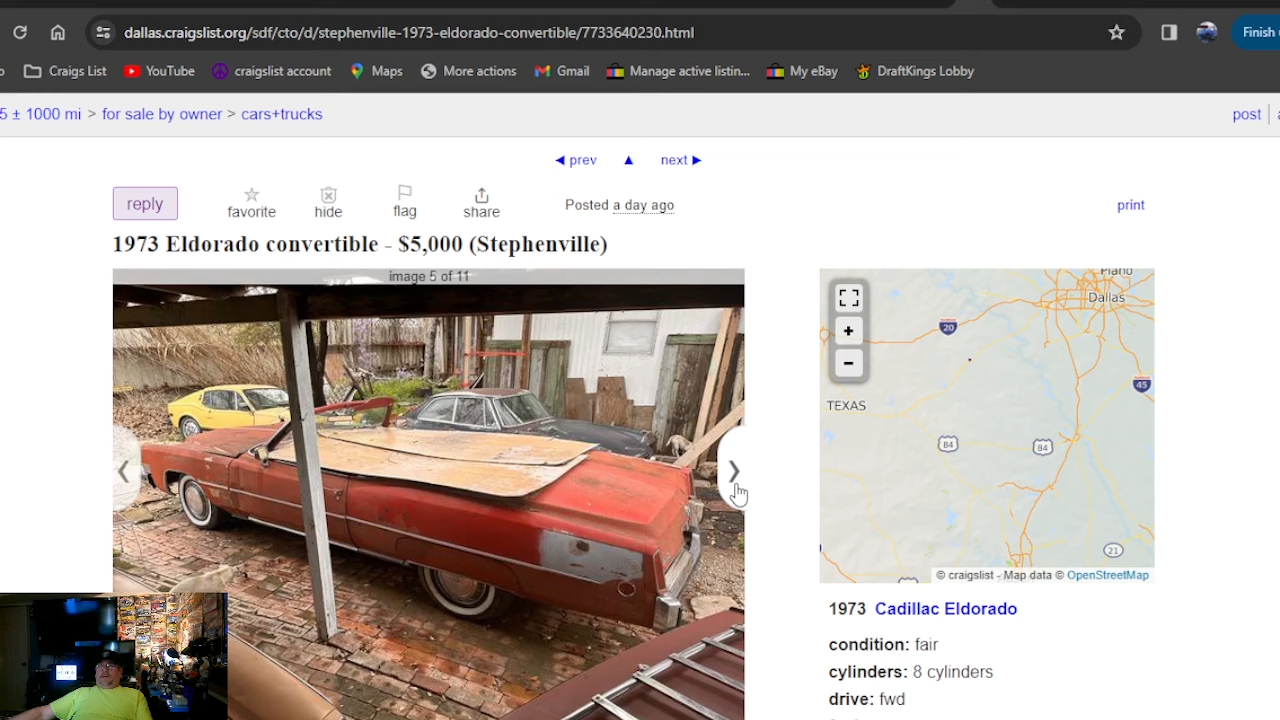 dallas.craigslist.org/sdf/cto/d/stephenville-1973-eldorado-convertible/7733640230.html
Finish
Craigs List
YouTube
craigslist account
Maps
More actions
Gmail
Manage active listin...
My eBay
DraftKings Lobby
5 ± 1000 mi > for sale by owner > cars+trucks
post
prev
next
reply
favorite
hide
flag
share
Posted a day ago
print
1973 Eldorado convertible - $5,000 (Stephenville)
image 5 of 11
Plano
Dallas
20
45
TEXAS
84
84
21
© craigslist - Map data © OpenStreetMap
1973 Cadillac Eldorado
condition: fair
cylinders: 8 cylinders
drive: fwd